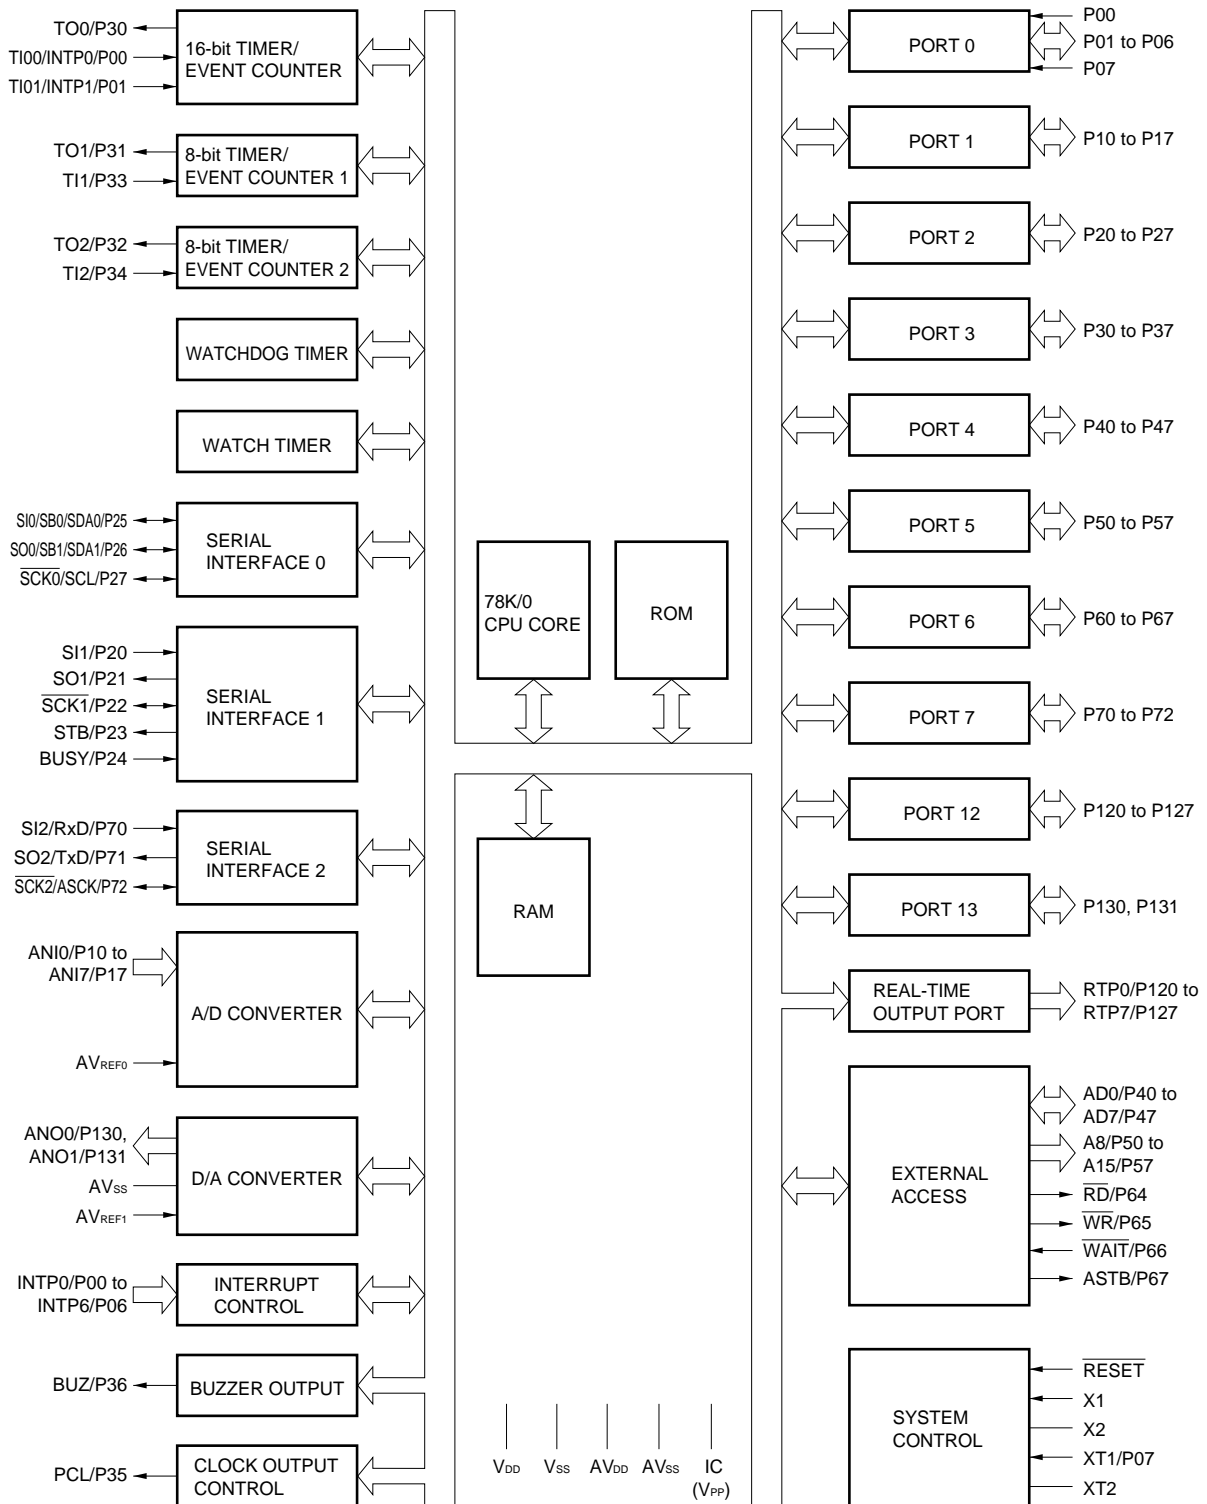 TO0/P30
TI00/INTP0/P00
TI01/INTP1/P01
16-bit TIMER/
EVENT COUNTER
TO1/P31
TI1/P33
8-bit TIMER/
EVENT COUNTER 1
TO2/P32
TI2/P34
8-bit TIMER/
EVENT COUNTER 2
WATCHDOG TIMER
WATCH TIMER
SI0/SB0/SDA0/P25
SO0/SB1/SDA1/P26
SCK0/SCL/P27
SERIAL
INTERFACE 0
SI1/P20
SO1/P21
SCK1/P22
STB/P23
BUSY/P24
SERIAL
INTERFACE 1
SI2/RxD/P70
SO2/TxD/P71
SCK2/ASCK/P72
SERIAL
INTERFACE 2
ANI0/P10 to
ANI7/P17
AVREF0
A/D CONVERTER
ANO0/P130,
ANO1/P131
AVSS
AVREF1
D/A CONVERTER
INTP0/P00 to
INTP6/P06
INTERRUPT
CONTROL
BUZ/P36
BUZZER OUTPUT
PCL/P35
CLOCK OUTPUT
CONTROL
78K/0
CPU CORE
ROM
RAM
VDD
VSS
AVDD
AVSS
IC
(VPP)
PORT 0
P00
P01 to P06
P07
PORT 1
P10 to P17
PORT 2
P20 to P27
PORT 3
P30 to P37
PORT 4
P40 to P47
PORT 5
P50 to P57
PORT 6
P60 to P67
PORT 7
P70 to P72
PORT 12
P120 to P127
PORT 13
P130, P131
REAL-TIME
OUTPUT PORT
RTP0/P120 to
RTP7/P127
EXTERNAL
ACCESS
AD0/P40 to
AD7/P47
A8/P50 to
A15/P57
RD/P64
WR/P65
WAIT/P66
ASTB/P67
SYSTEM
CONTROL
RESET
X1
X2
XT1/P07
XT2